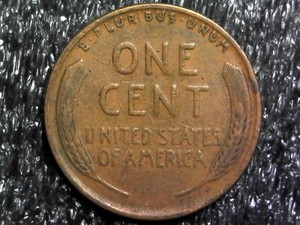 E·PLURIBUS·UNUM
ONE
CENT
UNITED STATES
OF AMERICA